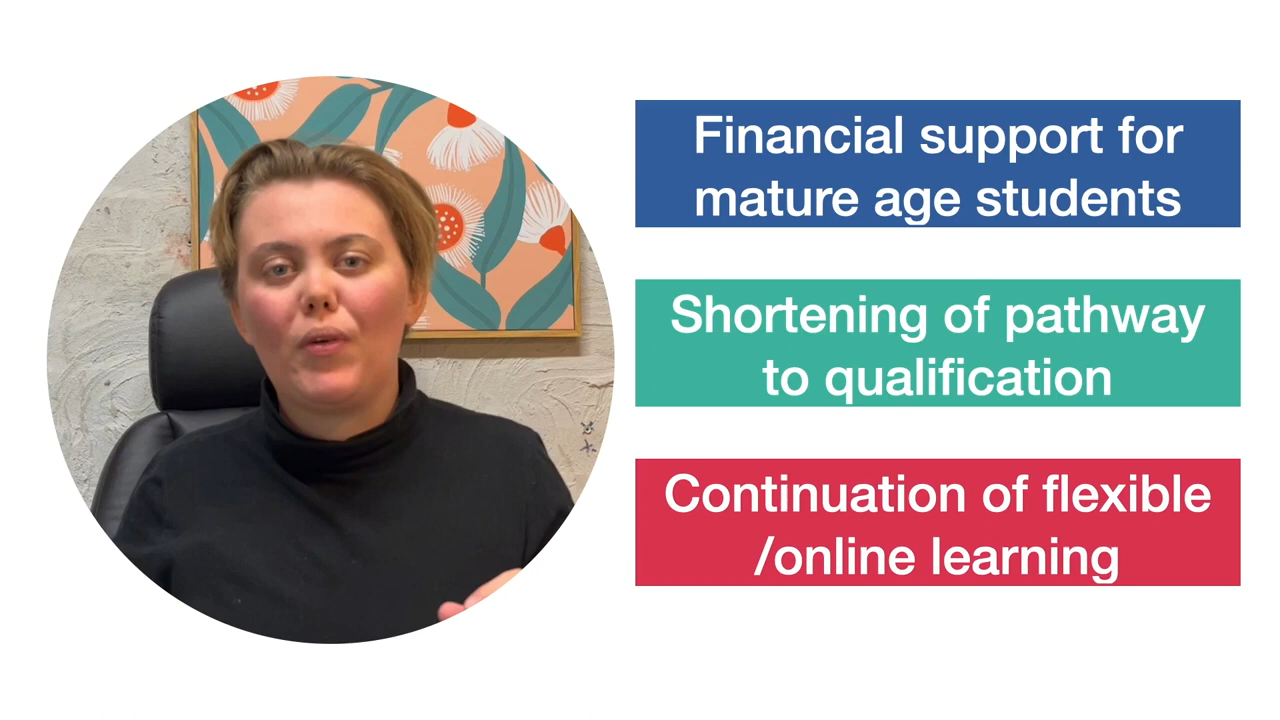 Financial support for
mature age students
Shortening of pathway
to qualification
Continuation of flexible
/online learning